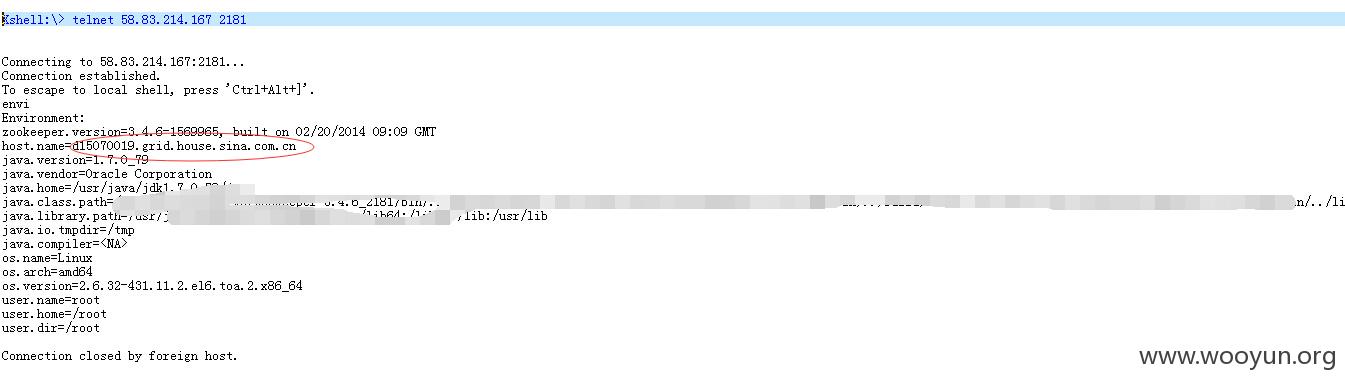 Xshell:\> telnet 58.83.214.167 2181
Connecting to 58.83.214.167:2181...
Connection established.
To escape to local shell, press 'Ctrl+Alt+]'.
envi
Environment:
zookeeper.version=3.4.6-1569965, built on 02/20/2014 09:09 GMT
host.name=d15070019.grid.house.sina.com.cn
java.version=1.7.0_79
java.vendor=Oracle Corporation
java.home=/usr/java/jdk1.7.0_79/
java.class.path=
java.library.path=/usr/j /lib64: /lib:/usr/lib
java.io.tmpdir=/tmp
java.compiler=<NA>
os.name=Linux
os.arch=amd64
os.version=2.6.32-431.11.2.el6.toa.2.x86_64
user.name=root
user.home=/root
user.dir=/root
Connection closed by foreign host.
www.wooyun.org